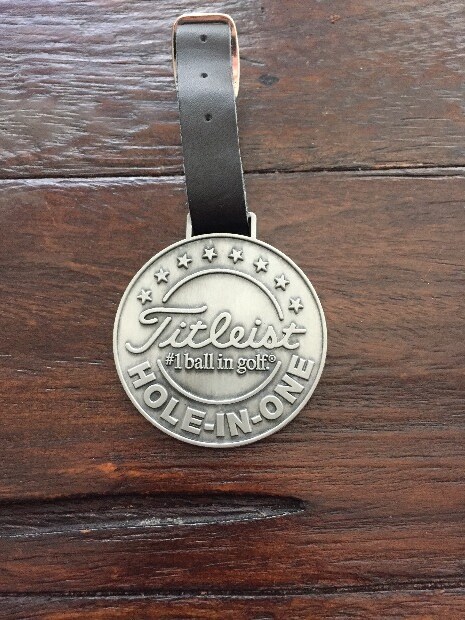 Titleist
#1 ball in golf.®
HOLE-IN-ONE